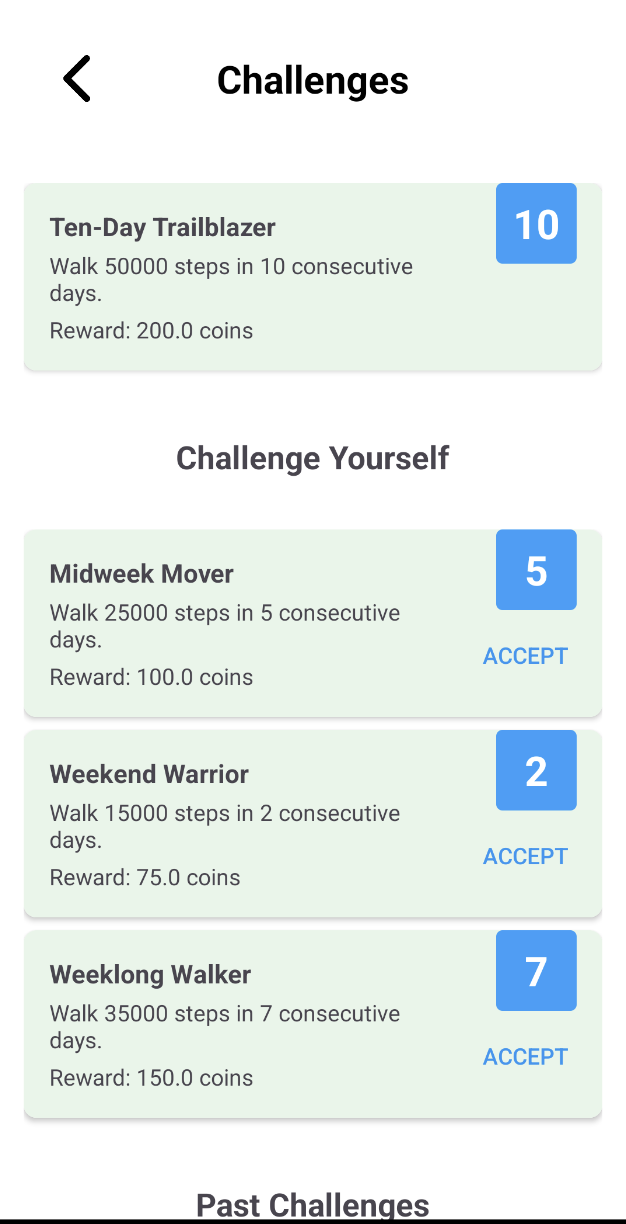 Challenges
Ten-Day Trailblazer
10
Walk 50000 steps in 10 consecutive
days.
Reward: 200.0 coins
Challenge Yourself
Midweek Mover
5
Walk 25000 steps in 5 consecutive
days.
ACCEPT
Reward: 100.0 coins
Weekend Warrior
2
Walk 15000 steps in 2 consecutive
days.
ACCEPT
Reward: 75.0 coins
Weeklong Walker
7
Walk 35000 steps in 7 consecutive
days.
ACCEPT
Reward: 150.0 coins
Past Challenges